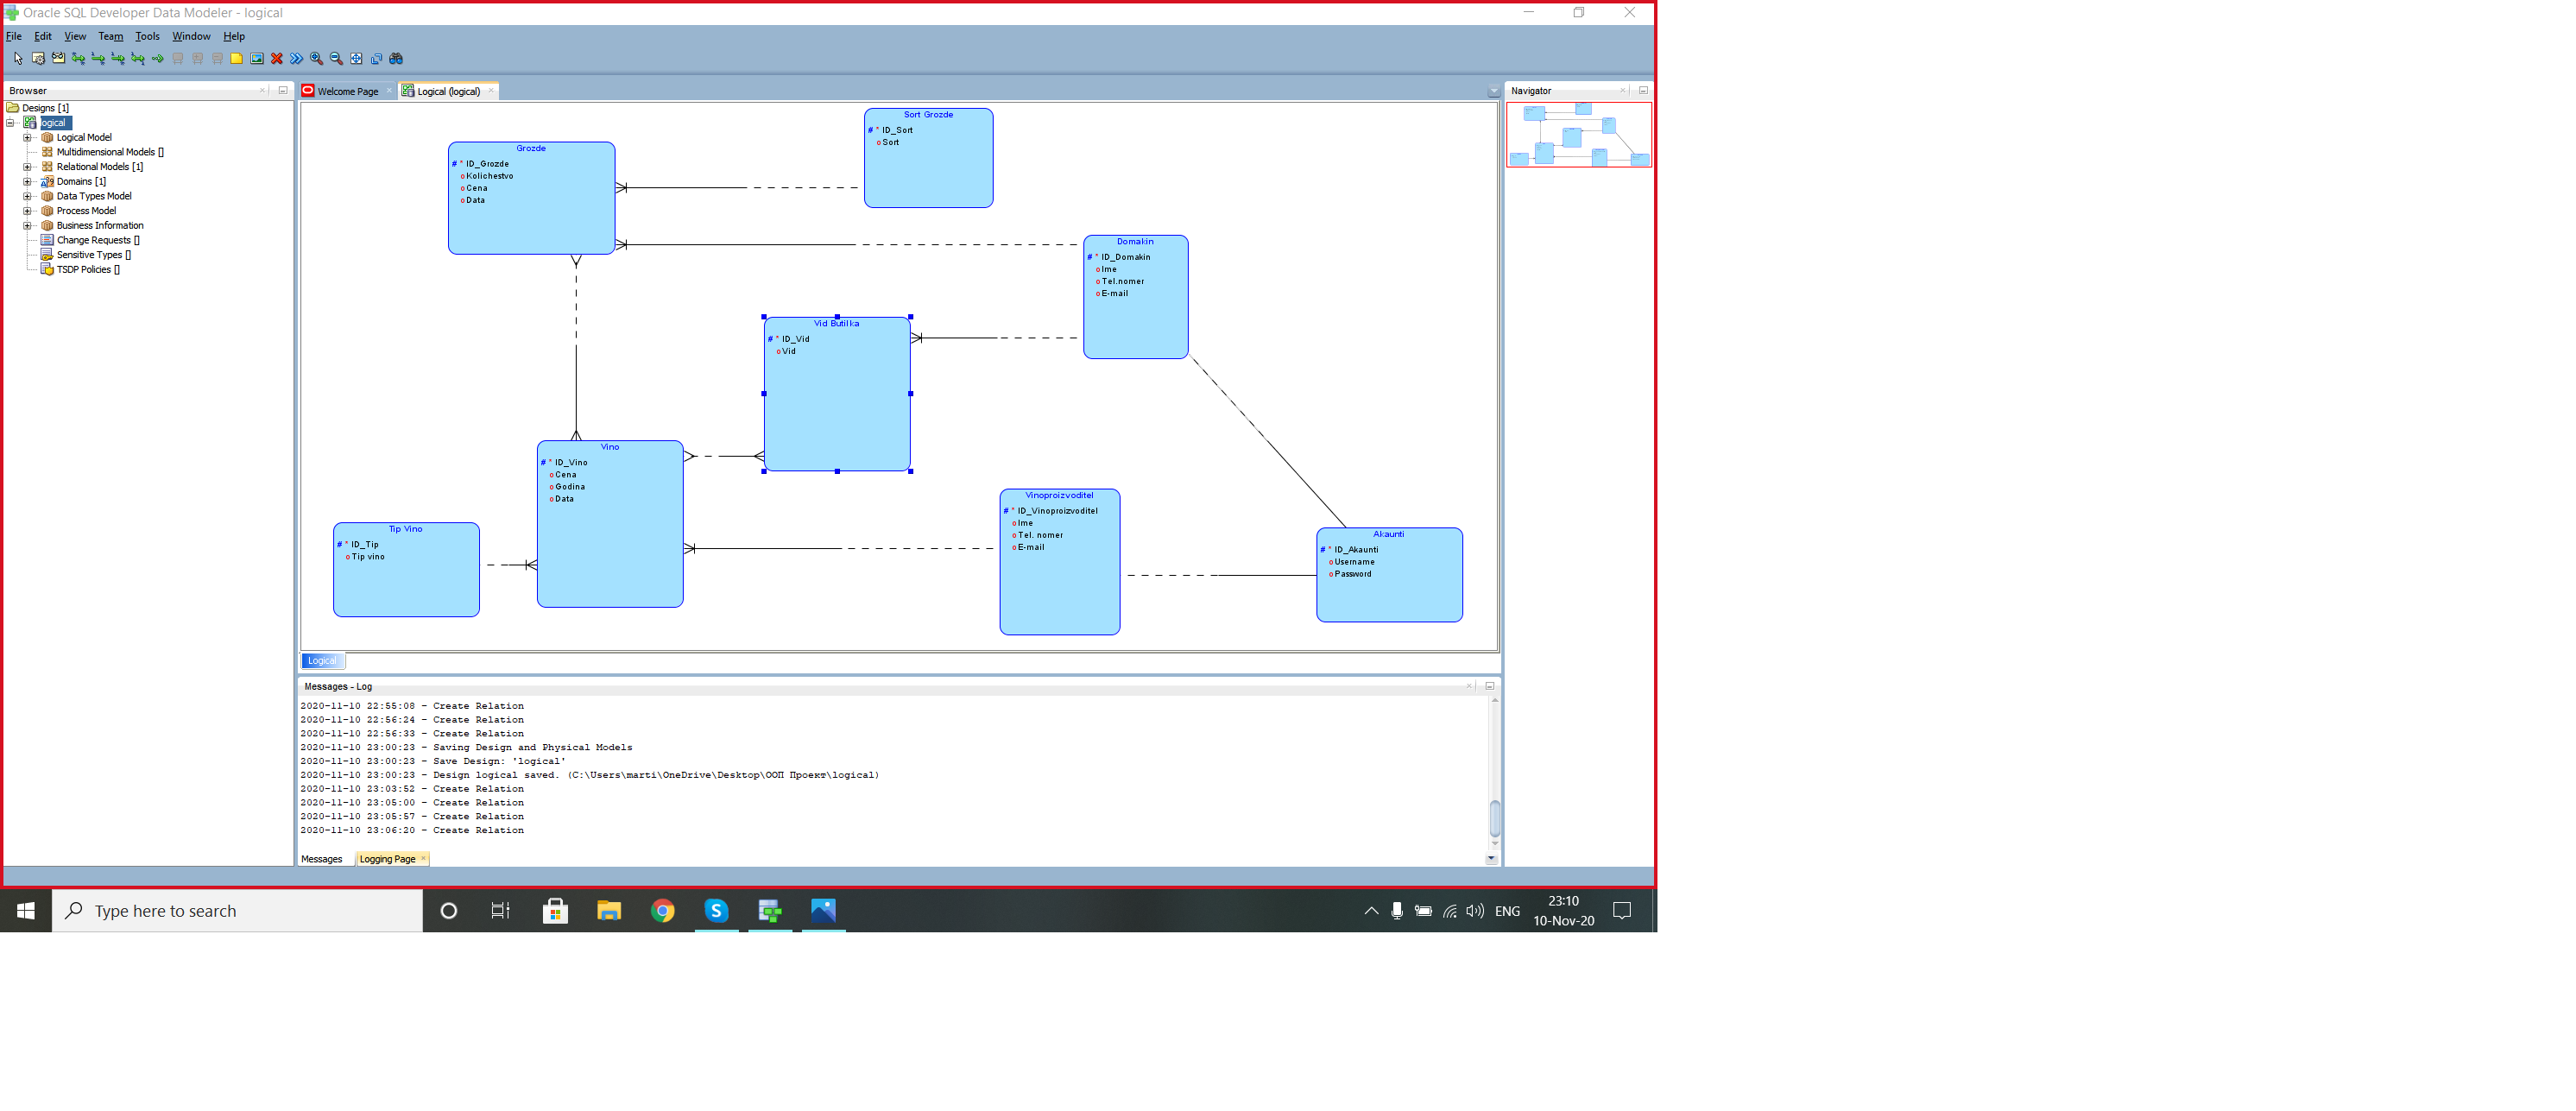 Oracle SQL Developer Data Modeler - logical
File Edit View Team Tools Window Help
Browser
Designs [1]
logical
Logical Model
Multidimensional Models []
Relational Models [1]
Domains [1]
Data Types Model
Process Model
Business Information
Change Requests []
Sensitive Types []
TSDP Policies []
Welcome Page
Logical (logical)
Navigator
Sort Grozde
# * ID_Sort
o Sort
Grozde
# * ID_Grozde
o Kolichestvo
o Cena
o Data
Domakin
# * ID_Domakin
o Ime
o Tel.nomer
o E-mail
Vid Butilka
# * ID_Vid
o Vid
Vino
# * ID_Vino
o Cena
o Godina
o Data
Vinoproizvoditel
# * ID_Vinoproizvoditel
o Ime
o Tel. nomer
o E-mail
Tip Vino
# * ID_Tip
o Tip vino
Akaunti
# * ID_Akaunti
o Username
o Password
Logical
Messages - Log
2020-11-10 22:55:08 - Create Relation
2020-11-10 22:56:24 - Create Relation
2020-11-10 22:56:33 - Create Relation
2020-11-10 23:00:23 - Saving Design and Physical Models
2020-11-10 23:00:23 - Save Design: 'logical'
2020-11-10 23:00:23 - Design logical saved. (C:\Users\marti\OneDrive\Desktop\ООП Проект\logical)
2020-11-10 23:03:52 - Create Relation
2020-11-10 23:05:00 - Create Relation
2020-11-10 23:05:57 - Create Relation
2020-11-10 23:06:20 - Create Relation
Messages
Logging Page
Type here to search
ENG
23:10
10-Nov-20